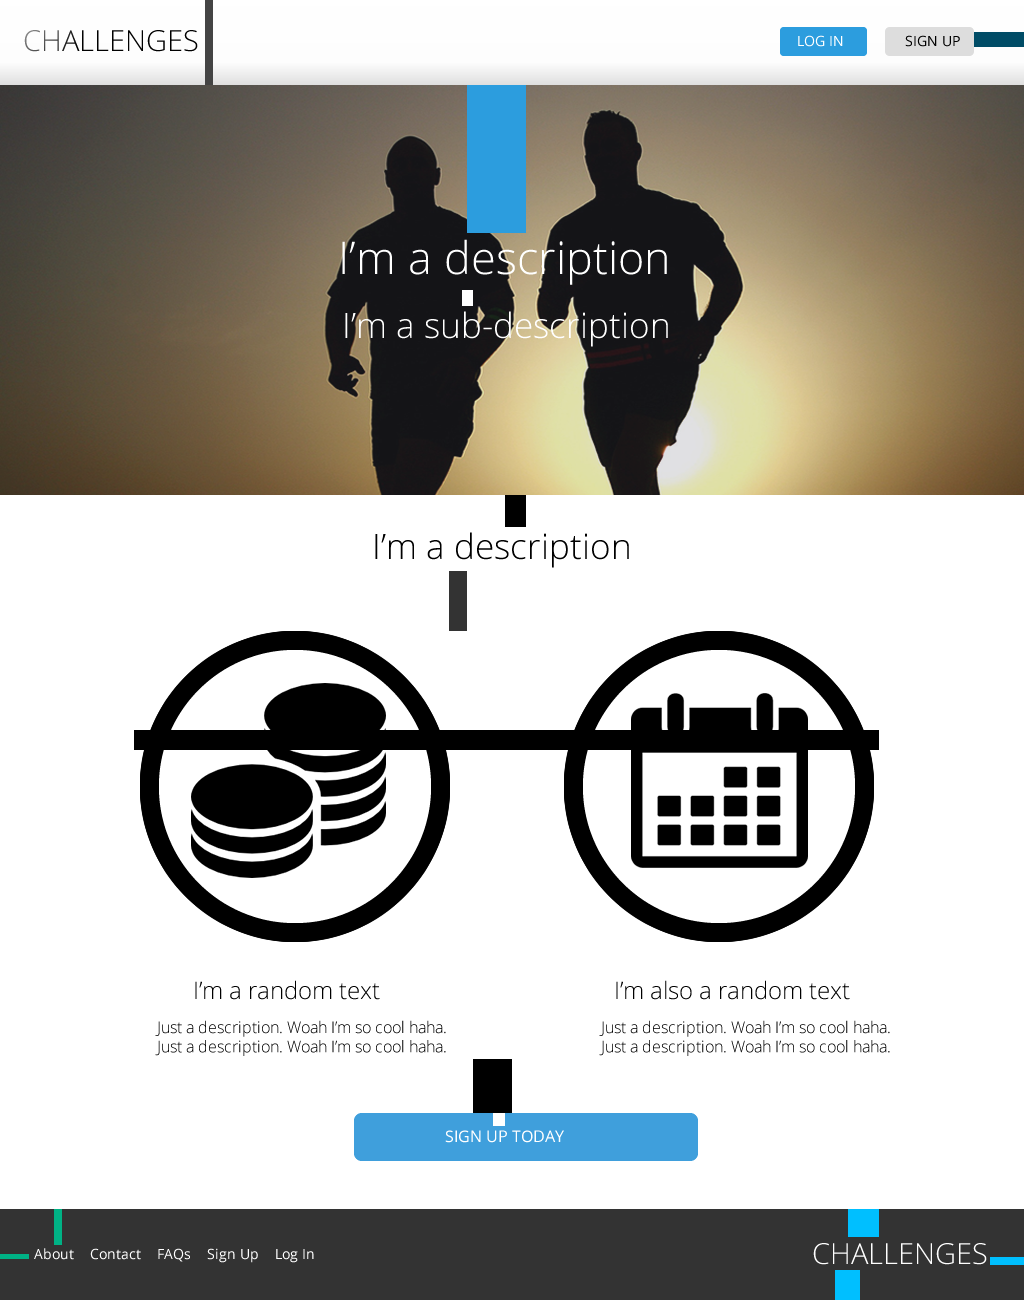 CHALLENGES
LOG IN
SIGN UP
I'm a description
I'm a sub-description
I'm a description
I'm a random text
Just a description. Woah I'm so cool haha.
Just a description. Woah I'm so cool haha.
I'm also a random text
Just a description. Woah I'm so cool haha.
Just a description. Woah I'm so cool haha.
SIGN UP TODAY
About Contact FAQs Sign Up Log In
CHALLENGES